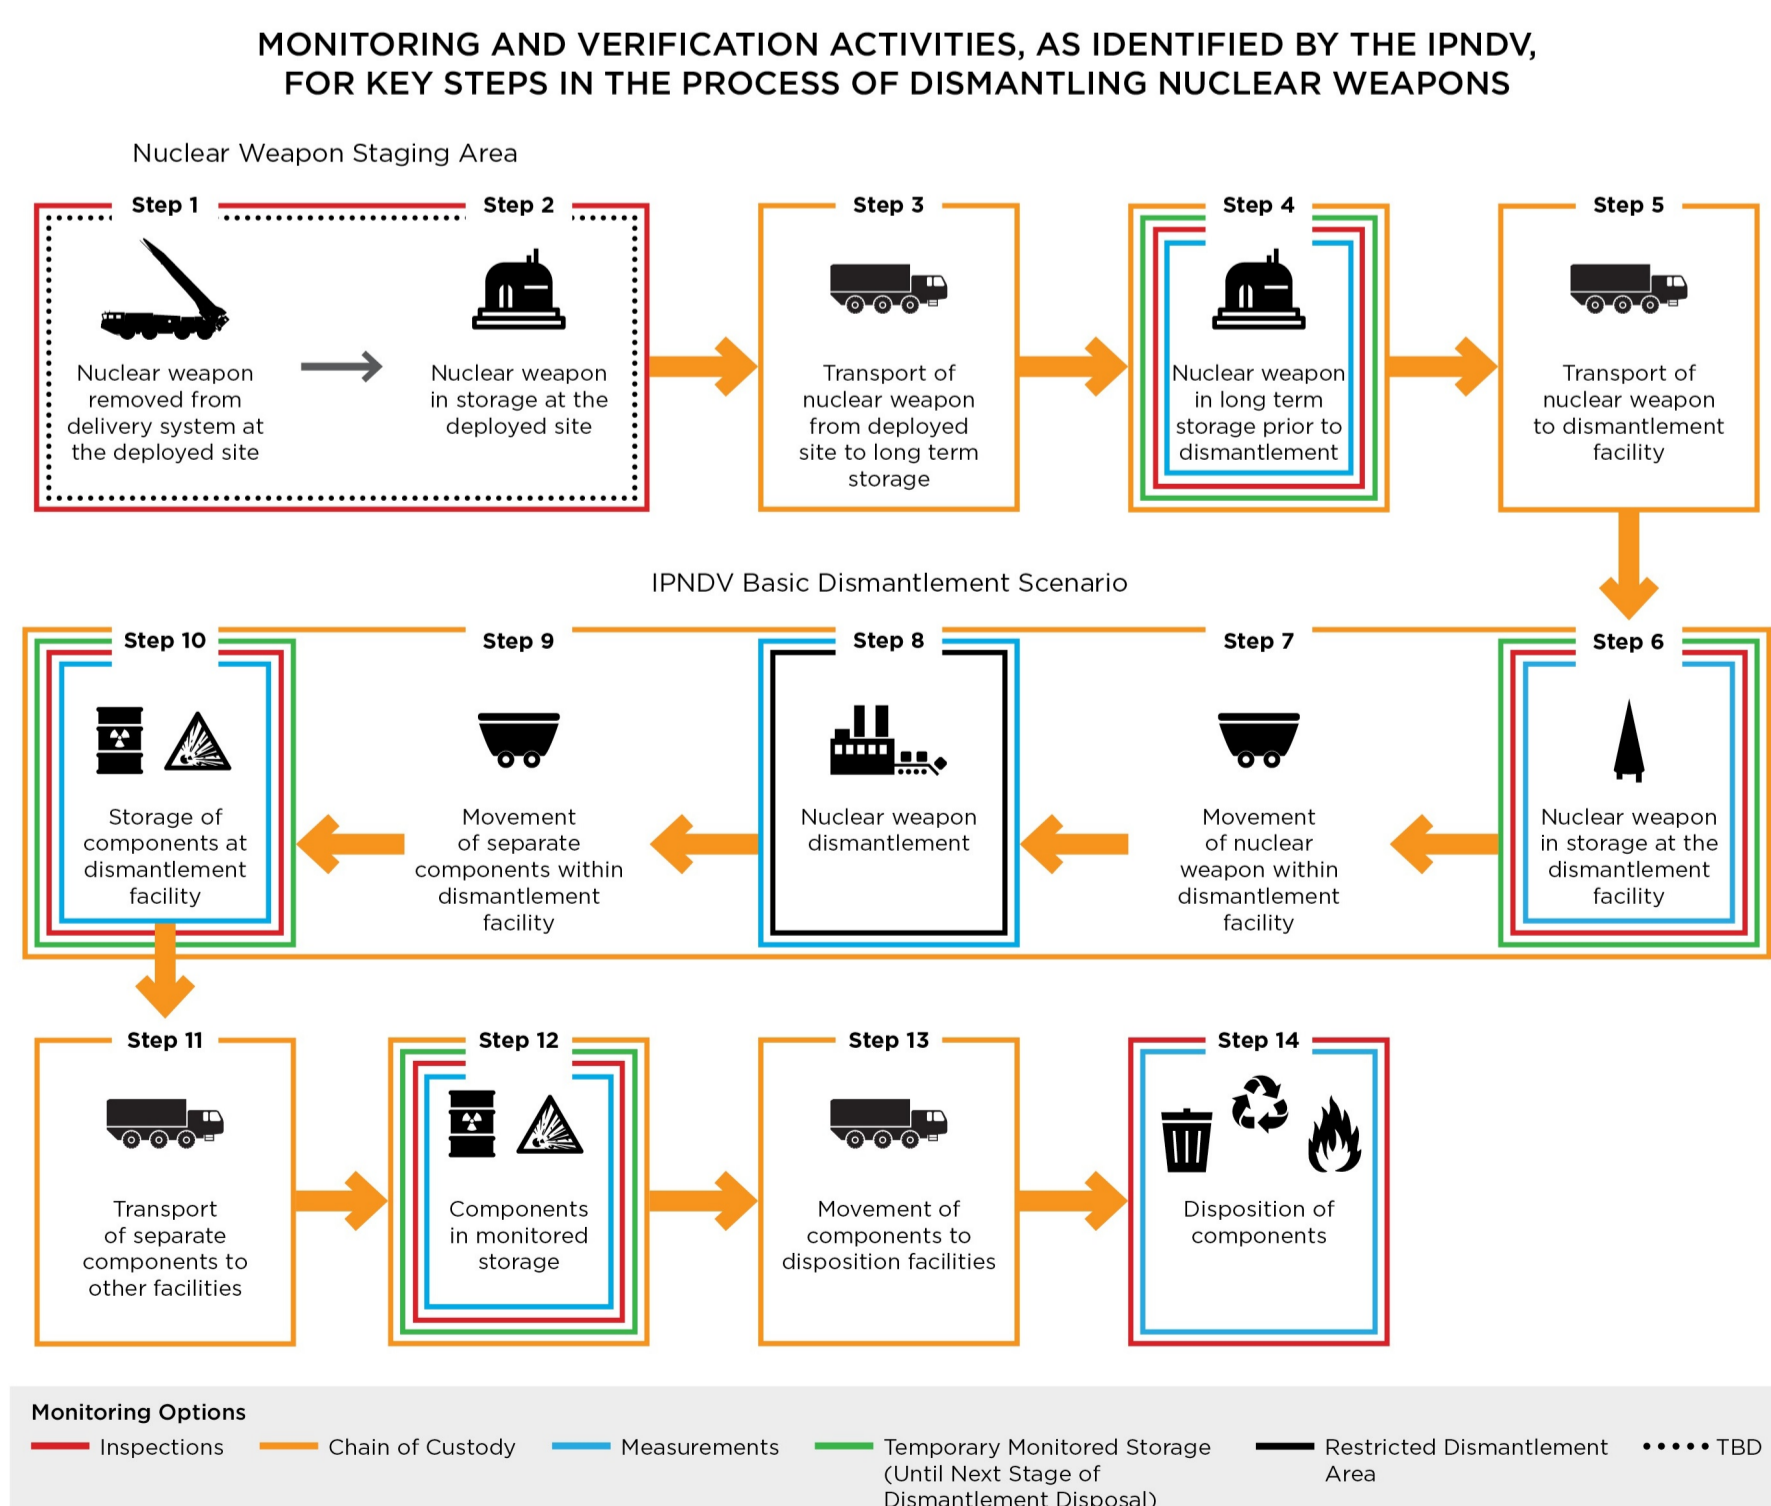 MONITORING AND VERIFICATION ACTIVITIES, AS IDENTIFIED BY THE IPNDV,
FOR KEY STEPS IN THE PROCESS OF DISMANTLING NUCLEAR WEAPONS
Nuclear Weapon Staging Area
Step 1
Nuclear weapon
removed from
delivery system at
the deployed site
Step 2
Nuclear weapon
in storage at the
deployed site
Step 3
Transport of
nuclear weapon
from deployed
site to long term
storage
Step 4
Nuclear weapon
in long term
storage prior to
dismantlement
Step 5
Transport of
nuclear weapon
to dismantlement
facility
IPNDV Basic Dismantlement Scenario
Step 10
Storage of
components at
dismantlement
facility
Step 9
Movement
of separate
components within
dismantlement
facility
Step 8
Nuclear weapon
dismantlement
Step 7
Movement
of nuclear
weapon within
dismantlement
facility
Step 6
Nuclear weapon
in storage at the
dismantlement
facility
Step 11
Transport
of separate
components to
other facilities
Step 12
Components
in monitored
storage
Step 13
Movement of
components to
disposition facilities
Step 14
Disposition of
components
Monitoring Options
Inspections
Chain of Custody
Measurements
Temporary Monitored Storage
(Until Next Stage of
Dismantlement Disposal)
Restricted Dismantlement
Area
TBD